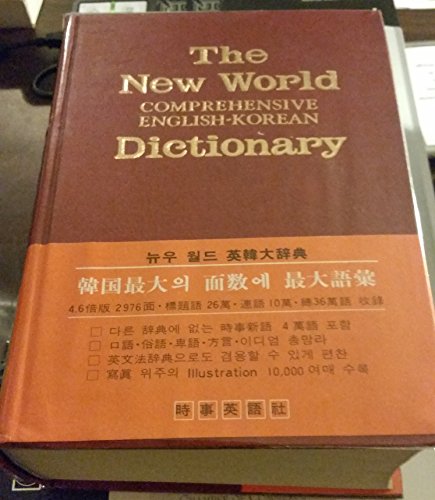 The
New World
COMPREHENSIVE
ENGLISH-KOREAN
Dictionary
뉴우 월드 英韓大辞典
韓国最大의 面数에 最大語彙
4.6倍版 2976面・標題語 26萬・連語 10萬・總36萬語 收錄
□ 다른 辞典에 없는 時事新語 4 萬語 포함
□ 口語・俗語・卑語・方言・이디엄 총망라
□ 英文法辞典으로도 겸용할 수 있게 편찬
□ 寫眞 위주의 Illustration 10,000 여매 수록
時事英語社